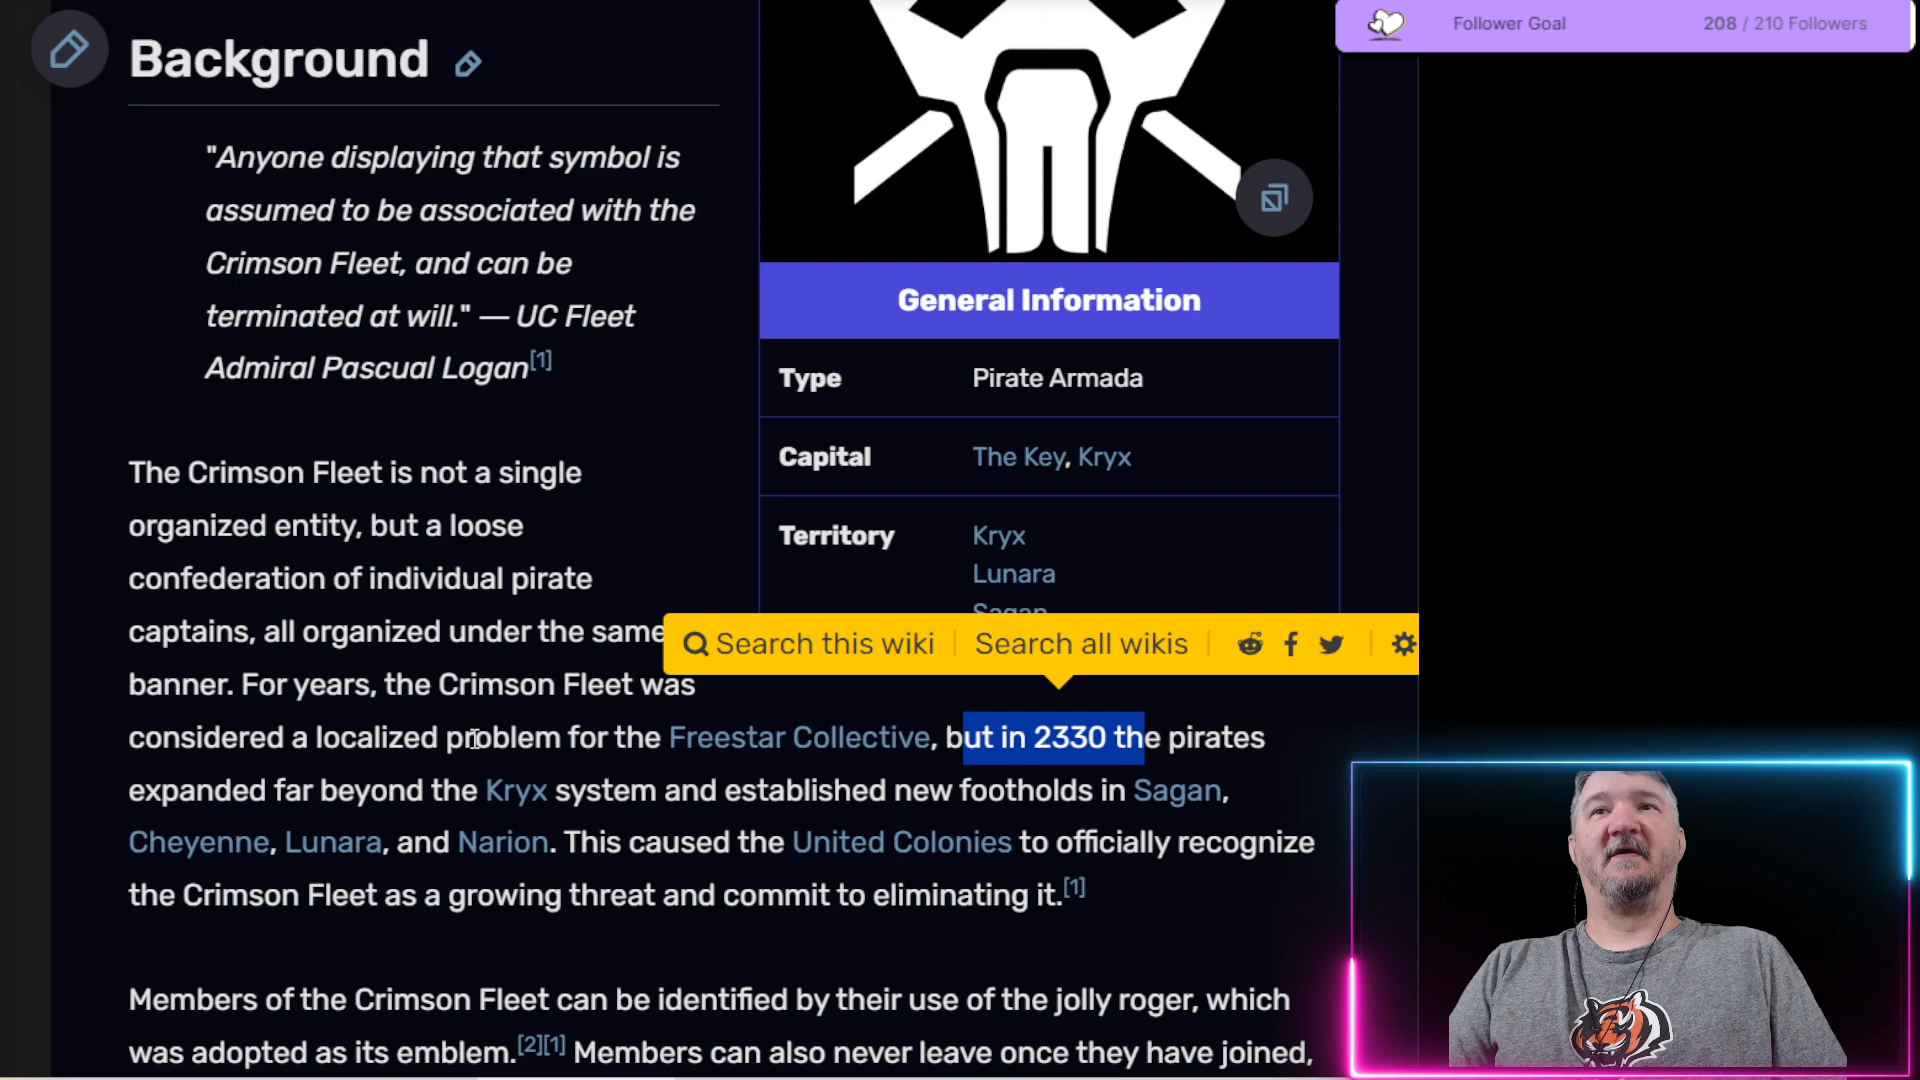 Background
"Anyone displaying that symbol is
assumed to be associated with the
Crimson Fleet, and can be
terminated at will." — UC Fleet
Admiral Pascual Logan[1]
The Crimson Fleet is not a single
organized entity, but a loose
confederation of individual pirate
captains, all organized under the same
banner. For years, the Crimson Fleet was
considered a localized problem for the Freestar Collective, but in 2330 the pirates
expanded far beyond the Kryx system and established new footholds in Sagan,
Cheyenne, Lunara, and Narion. This caused the United Colonies to officially recognize
the Crimson Fleet as a growing threat and commit to eliminating it.[1]
Members of the Crimson Fleet can be identified by their use of the jolly roger, which
was adopted as its emblem.[2][1] Members can also never leave once they have joined,
General Information
Type Pirate Armada
Capital The Key, Kryx
Territory Kryx
Lunara
Sagan
Search this wiki Search all wikis
Follower Goal 208 / 210 Followers